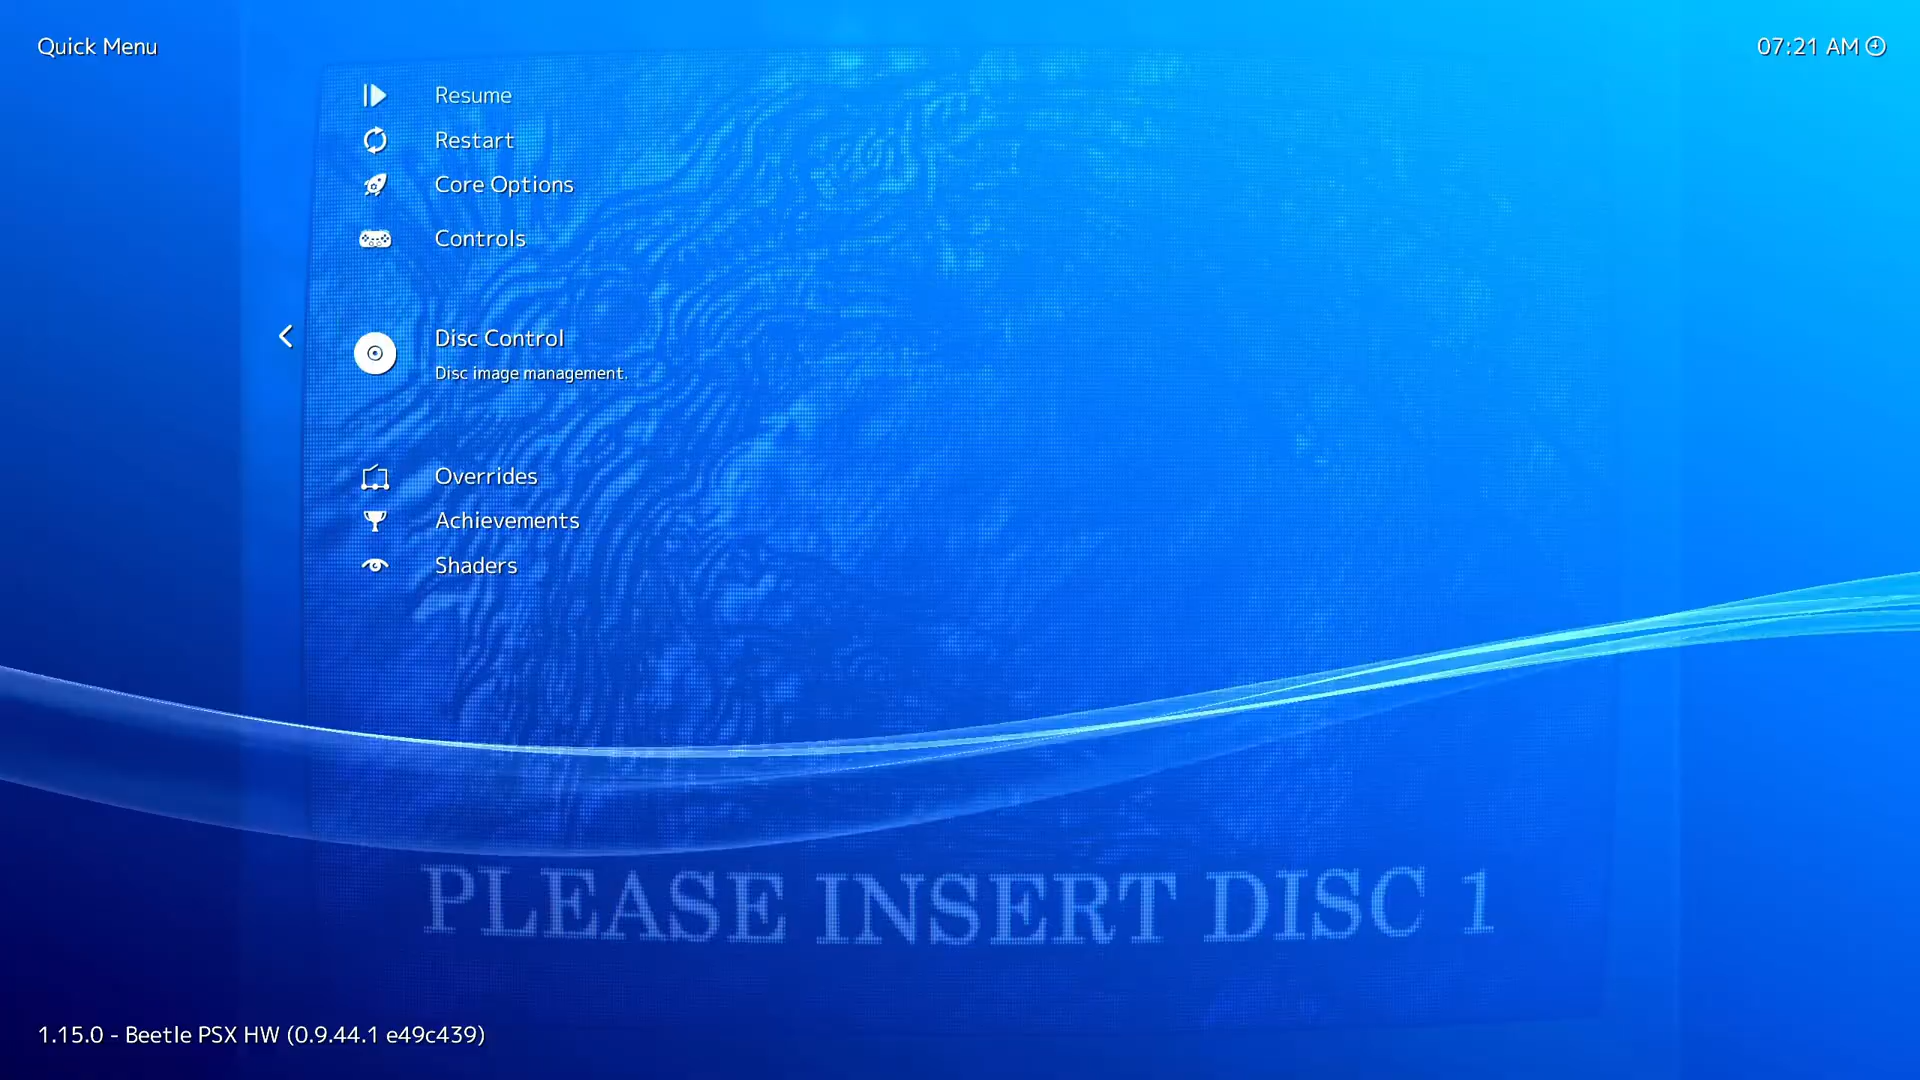 Quick Menu
07:21 AM
Resume
Restart
Core Options
Controls
Disc Control
Disc image management.
Overrides
Achievements
Shaders
PLEASE INSERT DISC 1
1.15.0 - Beetle PSX HW (0.9.44.1 e49c439)